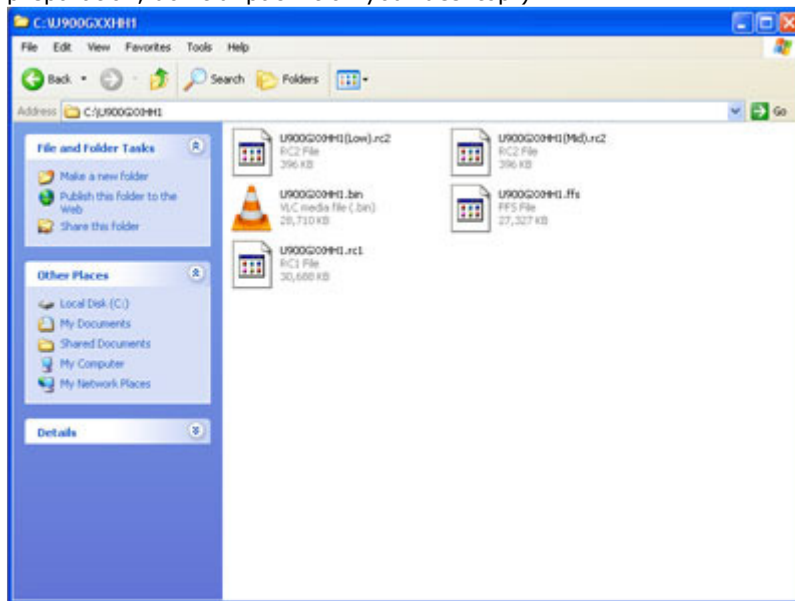 C:\U900GXXHH1
File Edit View Favorites Tools Help
Back Search Folders
Address C:\U900GXXHH1 Go
File and Folder Tasks
Make a new folder
Publish this folder to the
Web
Share this folder
Other Places
Local Disk (C:)
My Documents
Shared Documents
My Computer
My Network Places
Details
U900GXXHH1(Low).rc2
RC2 File
396 KB
U900GXXHH1(Mid).rc2
RC2 File
396 KB
U900GXXHH1.bin
VLC media file (.bin)
28,710 KB
U900GXXHH1.ffs
FFS File
27,327 KB
U900GXXHH1.rc1
RC1 File
30,688 KB